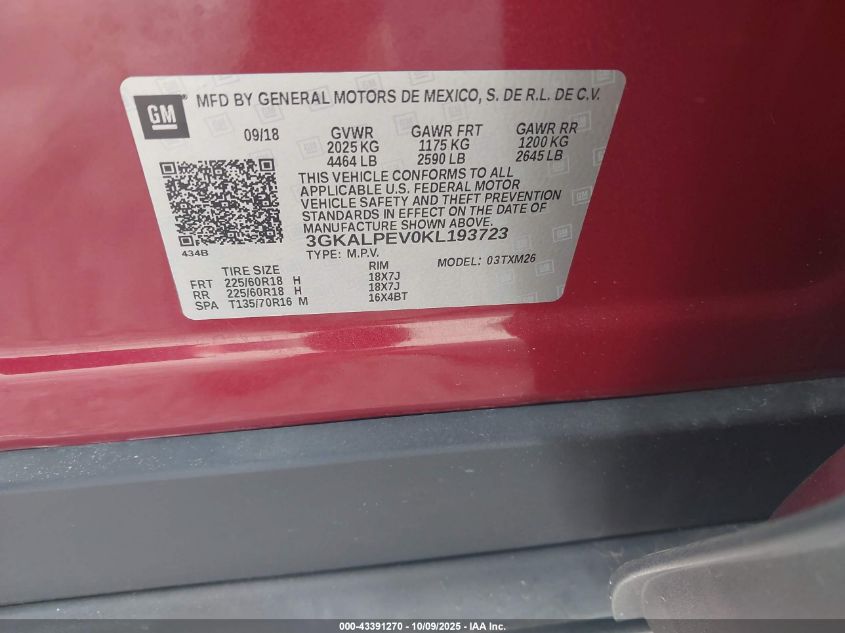 GM ® MFD BY GENERAL MOTORS DE MEXICO, S. DE R.L. DE C.V.
09/18 GVWR GAWR FRT GAWR RR
2025 KG 1175 KG 1200 KG
4464 LB 2590 LB 2645 LB
THIS VEHICLE CONFORMS TO ALL
APPLICABLE U.S. FEDERAL MOTOR
VEHICLE SAFETY AND THEFT PREVENTION
STANDARDS IN EFFECT ON THE DATE OF
MANUFACTURE SHOWN ABOVE.
3GKALPEV0KL193723
434B TYPE: M.P.V. MODEL: 03TXM26
TIRE SIZE RIM
FRT 225/60R18 H 18X7J
RR 225/60R18 H 18X7J
SPA T135/70R16 M 16X4BT
000-43391270 - 10/09/2025 - IAA Inc.